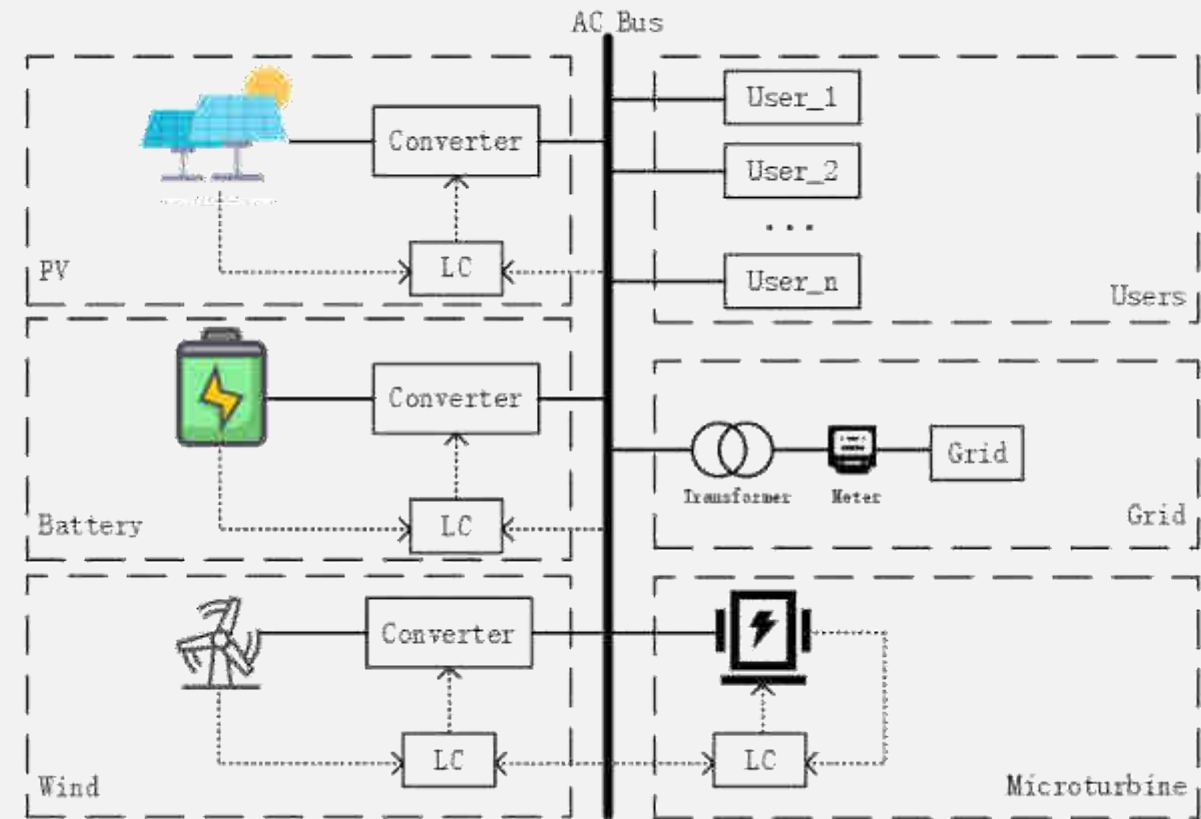 AC Bus
Converter
LC
PV
User_1
User_2
...
User_n
Users
Converter
LC
Battery
Transformer
Meter
Grid
Grid
Converter
LC
Wind
LC
Microturbine